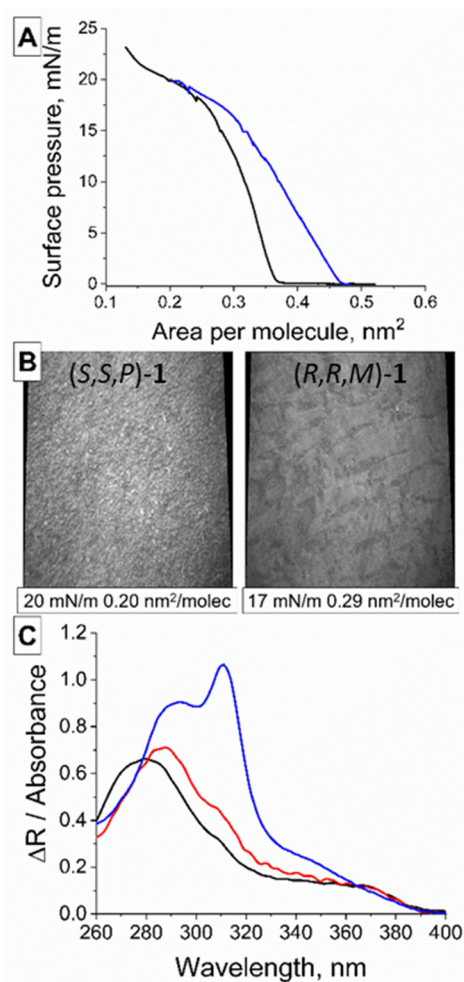 A
Surface pressure, mN/m
25
20
15
10
5
0
0.1 0.2 0.3 0.4 0.5 0.6
Area per molecule, nm²
B
(S,S,P)-1 (R,R,M)-1
20 mN/m 0.20 nm²/molec 17 mN/m 0.29 nm²/molec
C
ΔR / Absorbance
1.2
1.0
0.8
0.6
0.4
0.2
0.0
260 280 300 320 340 360 380 400
Wavelength, nm